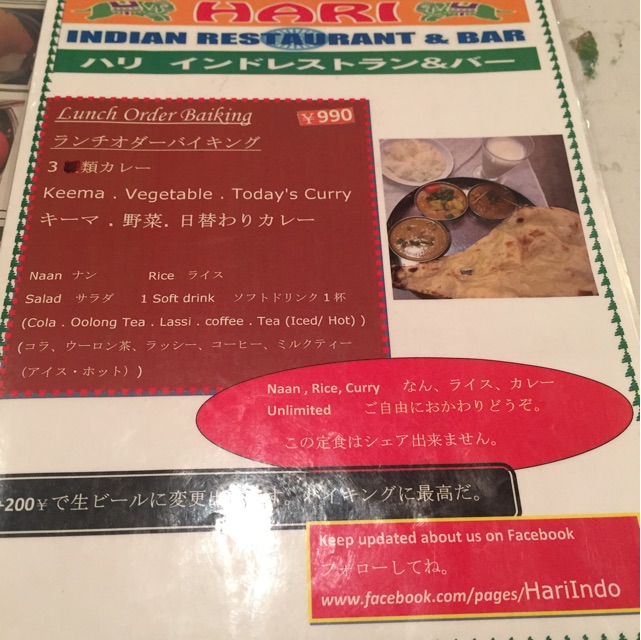 HARI
INDIAN RESTAURANT & BAR
ハリ インドレストラン&バー
Lunch Order Baiking
￥990
ランチオダーバイキング
3 類カレー
Keema . Vegetable . Today's Curry
キーマ . 野菜. 日替わりカレー
Naan ナン Rice ライス
Salad サラダ 1 Soft drink ソフトドリンク１杯
(Cola . Oolong Tea . Lassi . coffee . Tea (Iced/ Hot) )
(コラ、ウーロン茶、ラッシー、コーヒー、ミルクティー
（アイス・ホット）)
Naan , Rice, Curry なん、ライス、カレー
Unlimited ご自由におかわりどうぞ。
この定食はシェア出来ません。
+200￥で生ビールに変更 す。 バイキングに最高だ。
Keep updated about us on Facebook
フォローしてね。
www.facebook.com/pages/HariIndo